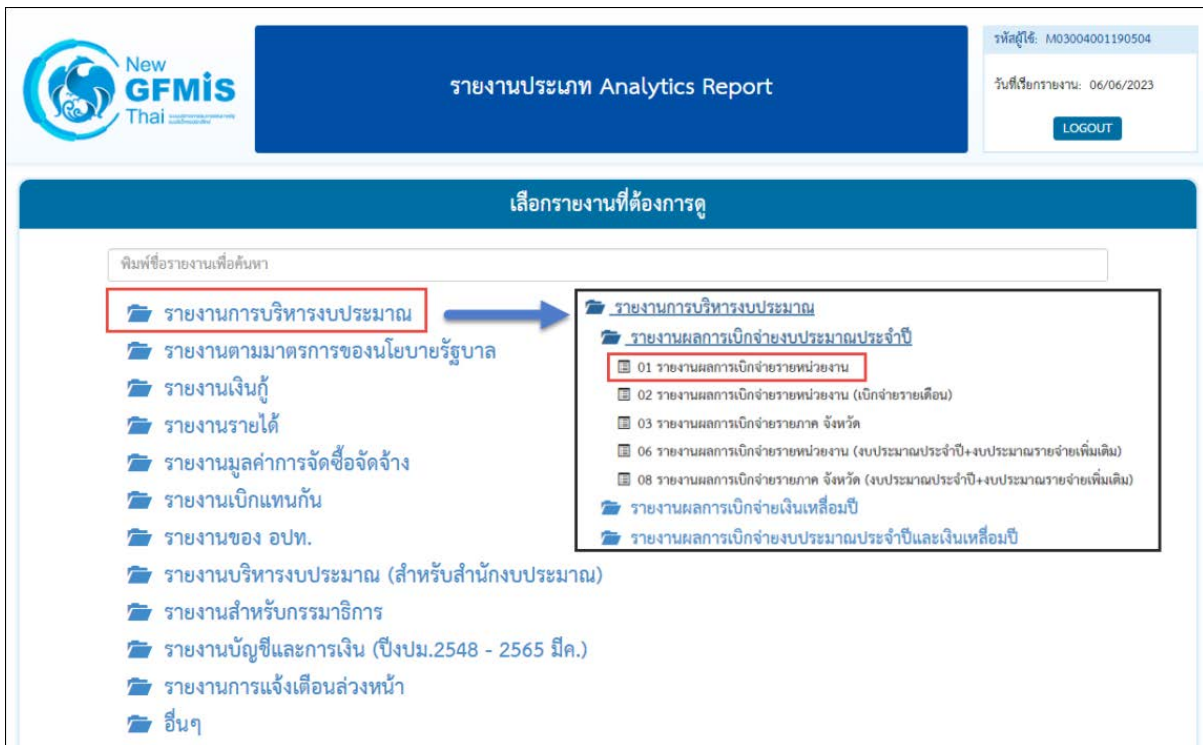 New
GFMIS
Thai
รายงานประเภท Analytics Report
รหัสผู้ใช้: M03004001190504
วันที่เรียกรายงาน: 06/06/2023
LOGOUT
เลือกรายงานที่ต้องการดู
พิมพ์ชื่อรายงานเพื่อค้นหา
รายงานการบริหารงบประมาณ
รายงานตามมาตรการของนโยบายรัฐบาล
รายงานเงินกู้
รายงานรายได้
รายงานมูลค่าการจัดซื้อจัดจ้าง
รายงานเบิกแทนกัน
รายงานของ อปท.
รายงานบริหารงบประมาณ (สำหรับสำนักงบประมาณ)
รายงานสำหรับกรรมาธิการ
รายงานบัญชีและการเงิน (ปีงปม.2548 - 2565 มีค.)
รายงานการแจ้งเตือนล่วงหน้า
อื่นๆ
รายงานการบริหารงบประมาณ
รายงานผลการเบิกจ่ายงบประมาณประจำปี
01 รายงานผลการเบิกจ่ายรายหน่วยงาน
02 รายงานผลการเบิกจ่ายรายหน่วยงาน (เบิกจ่ายรายเดือน)
03 รายงานผลการเบิกจ่ายรายภาค จังหวัด
06 รายงานผลการเบิกจ่ายรายหน่วยงาน (งบประมาณประจำปี+งบประมาณรายจ่ายเพิ่มเติม)
08 รายงานผลการเบิกจ่ายรายภาค จังหวัด (งบประมาณประจำปี+งบประมาณรายจ่ายเพิ่มเติม)
รายงานผลการเบิกจ่ายเงินเหลื่อมปี
รายงานผลการเบิกจ่ายงบประมาณประจำปีและเงินเหลื่อมปี